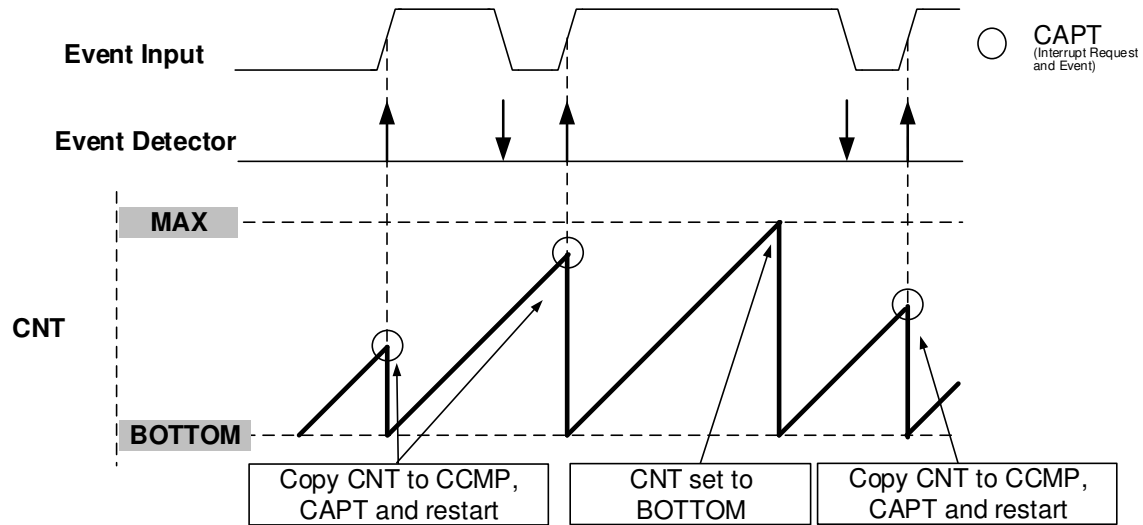 Event Input
CAPT
(Interrupt Request
and Event)
Event Detector
MAX
CNT
BOTTOM
Copy CNT to CCMP,
CAPT and restart
CNT set to
BOTTOM
Copy CNT to CCMP,
CAPT and restart